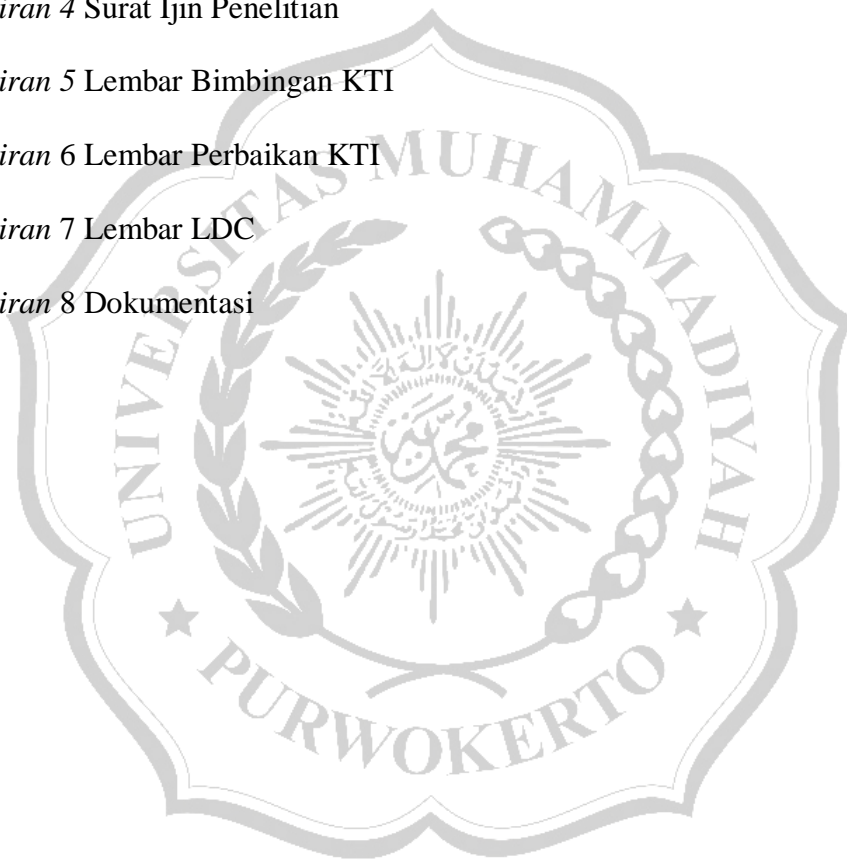 iran 4 Surat Ijin Penelitian
iran 5 Lembar Bimbingan KTI
iran 6 Lembar Perbaikan KTI
iran 7 Lembar LDC
iran 8 Dokumentasi
UNIVERSITAS MUHAMMADIYAH
PURWOKERTO